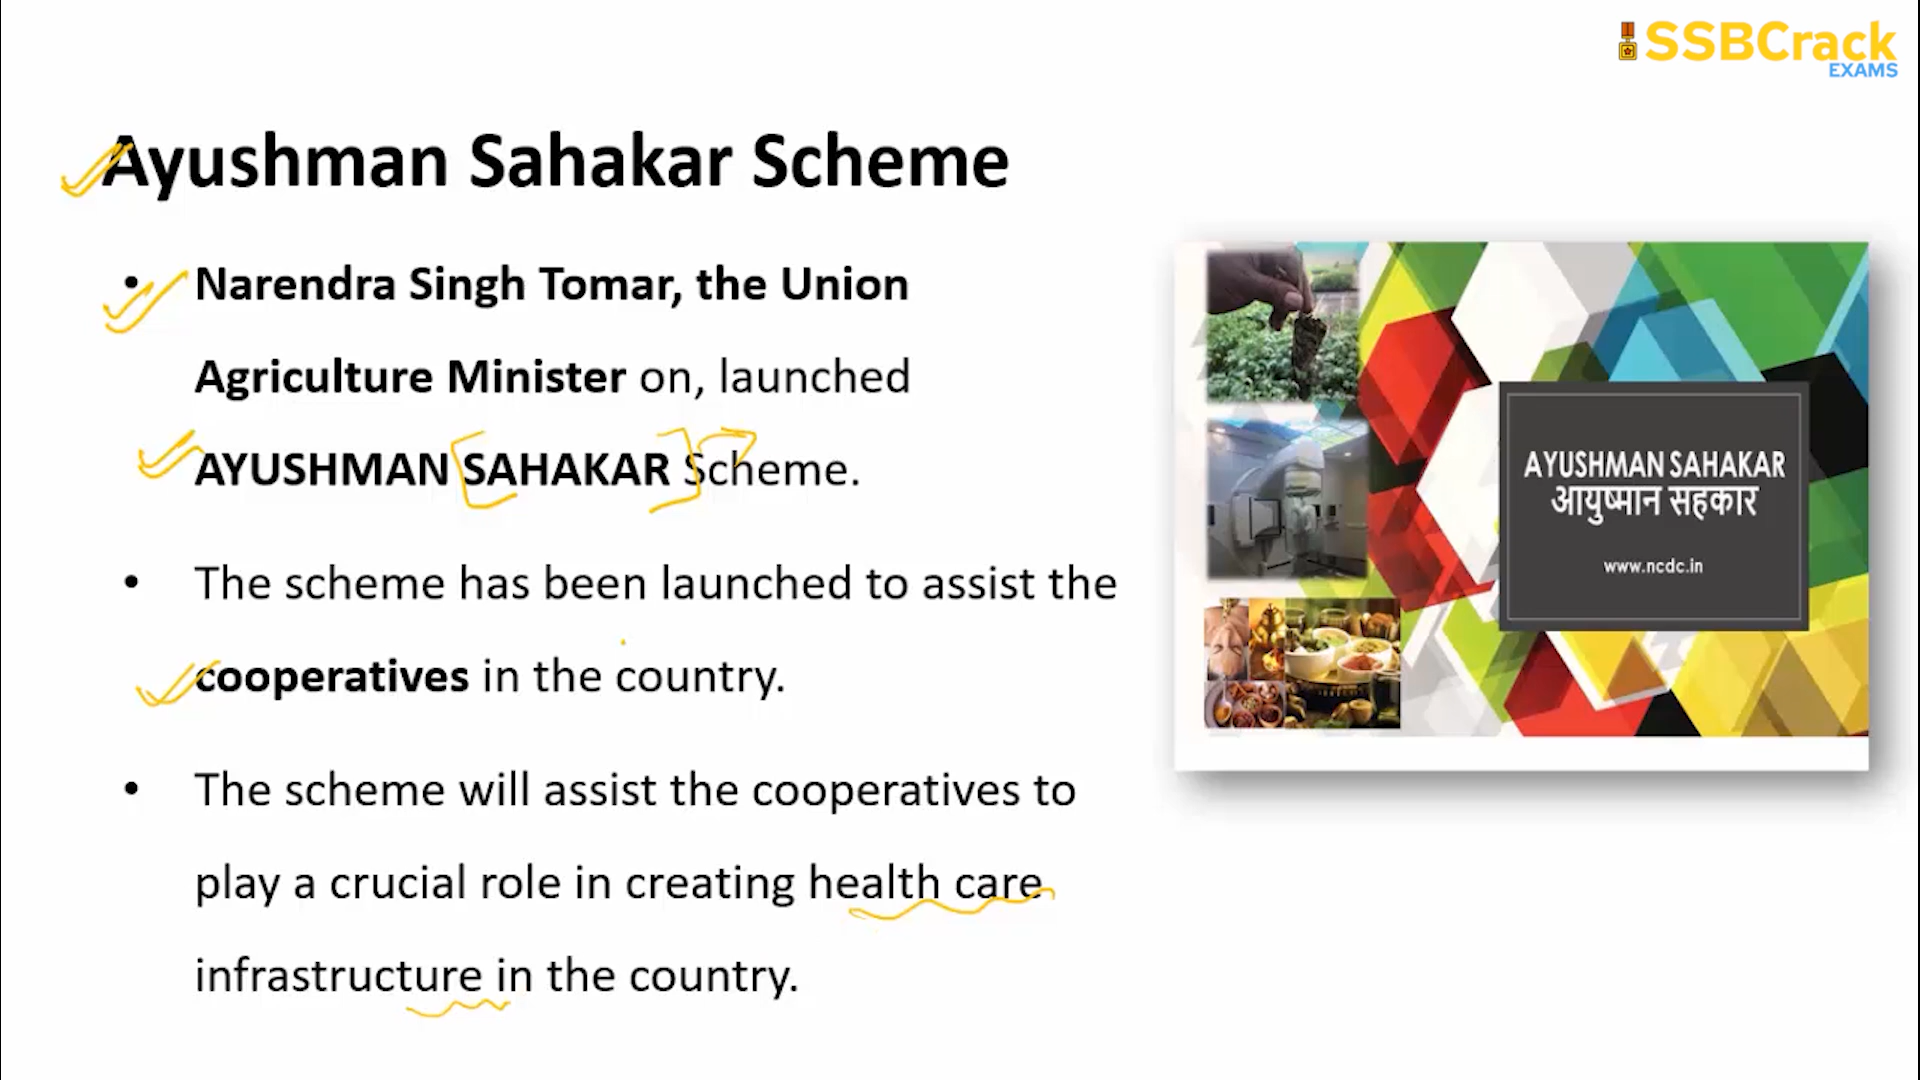 SSBCrack
EXAMS
Ayushman Sahakar Scheme
• Narendra Singh Tomar, the Union
Agriculture Minister on, launched
AYUSHMAN SAHAKAR Scheme.
• The scheme has been launched to assist the
cooperatives in the country.
• The scheme will assist the cooperatives to
play a crucial role in creating health care
infrastructure in the country.
AYUSHMAN SAHAKAR
आयुष्मान सहकार
www.ncdc.in